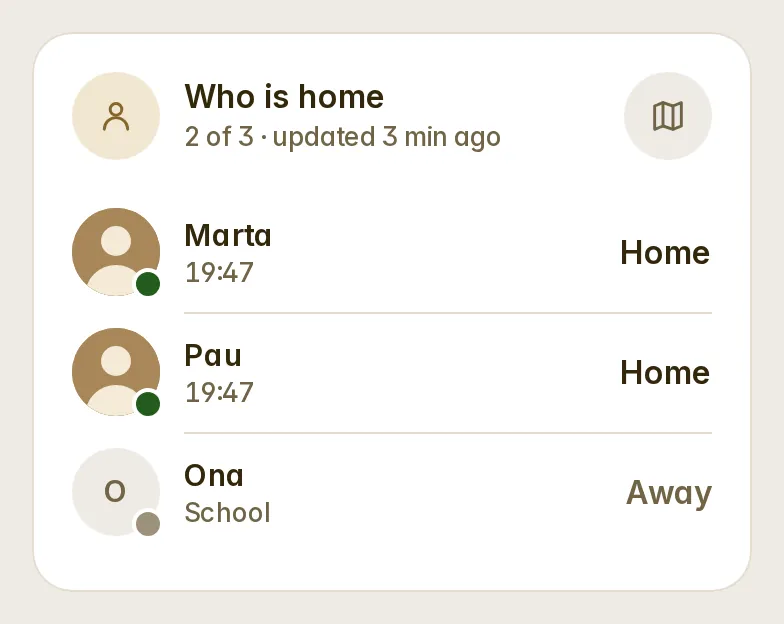 Who is home
2 of 3 · updated 3 min ago
Marta
19:47
Home
Pau
19:47
Home
O
Ona
School
Away